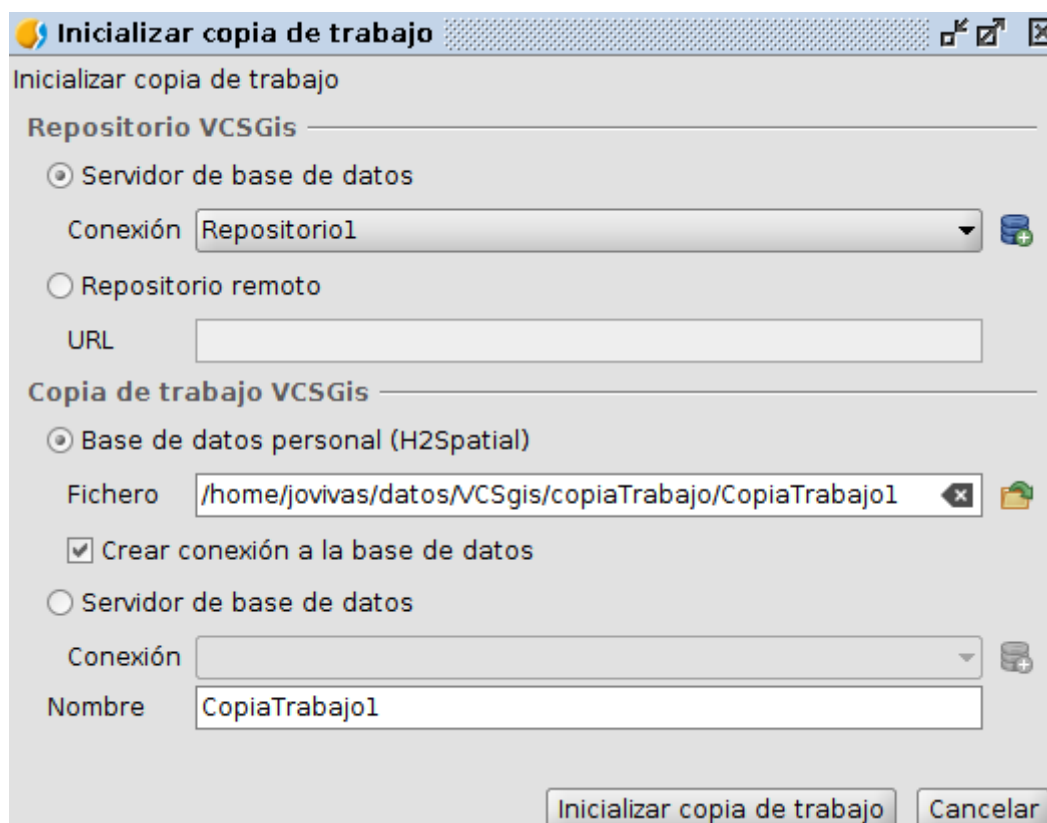 Inicializar copia de trabajo
Inicializar copia de trabajo
Repositorio VCSGis
Servidor de base de datos
Conexión Repositorio1
Repositorio remoto
URL
Copia de trabajo VCSGis
Base de datos personal (H2Spatial)
Fichero /home/jovivas/datos/VCSgis/copiaTrabajo/CopiaTrabajo1
Crear conexión a la base de datos
Servidor de base de datos
Conexión
Nombre CopiaTrabajo1
Inicializar copia de trabajo Cancelar